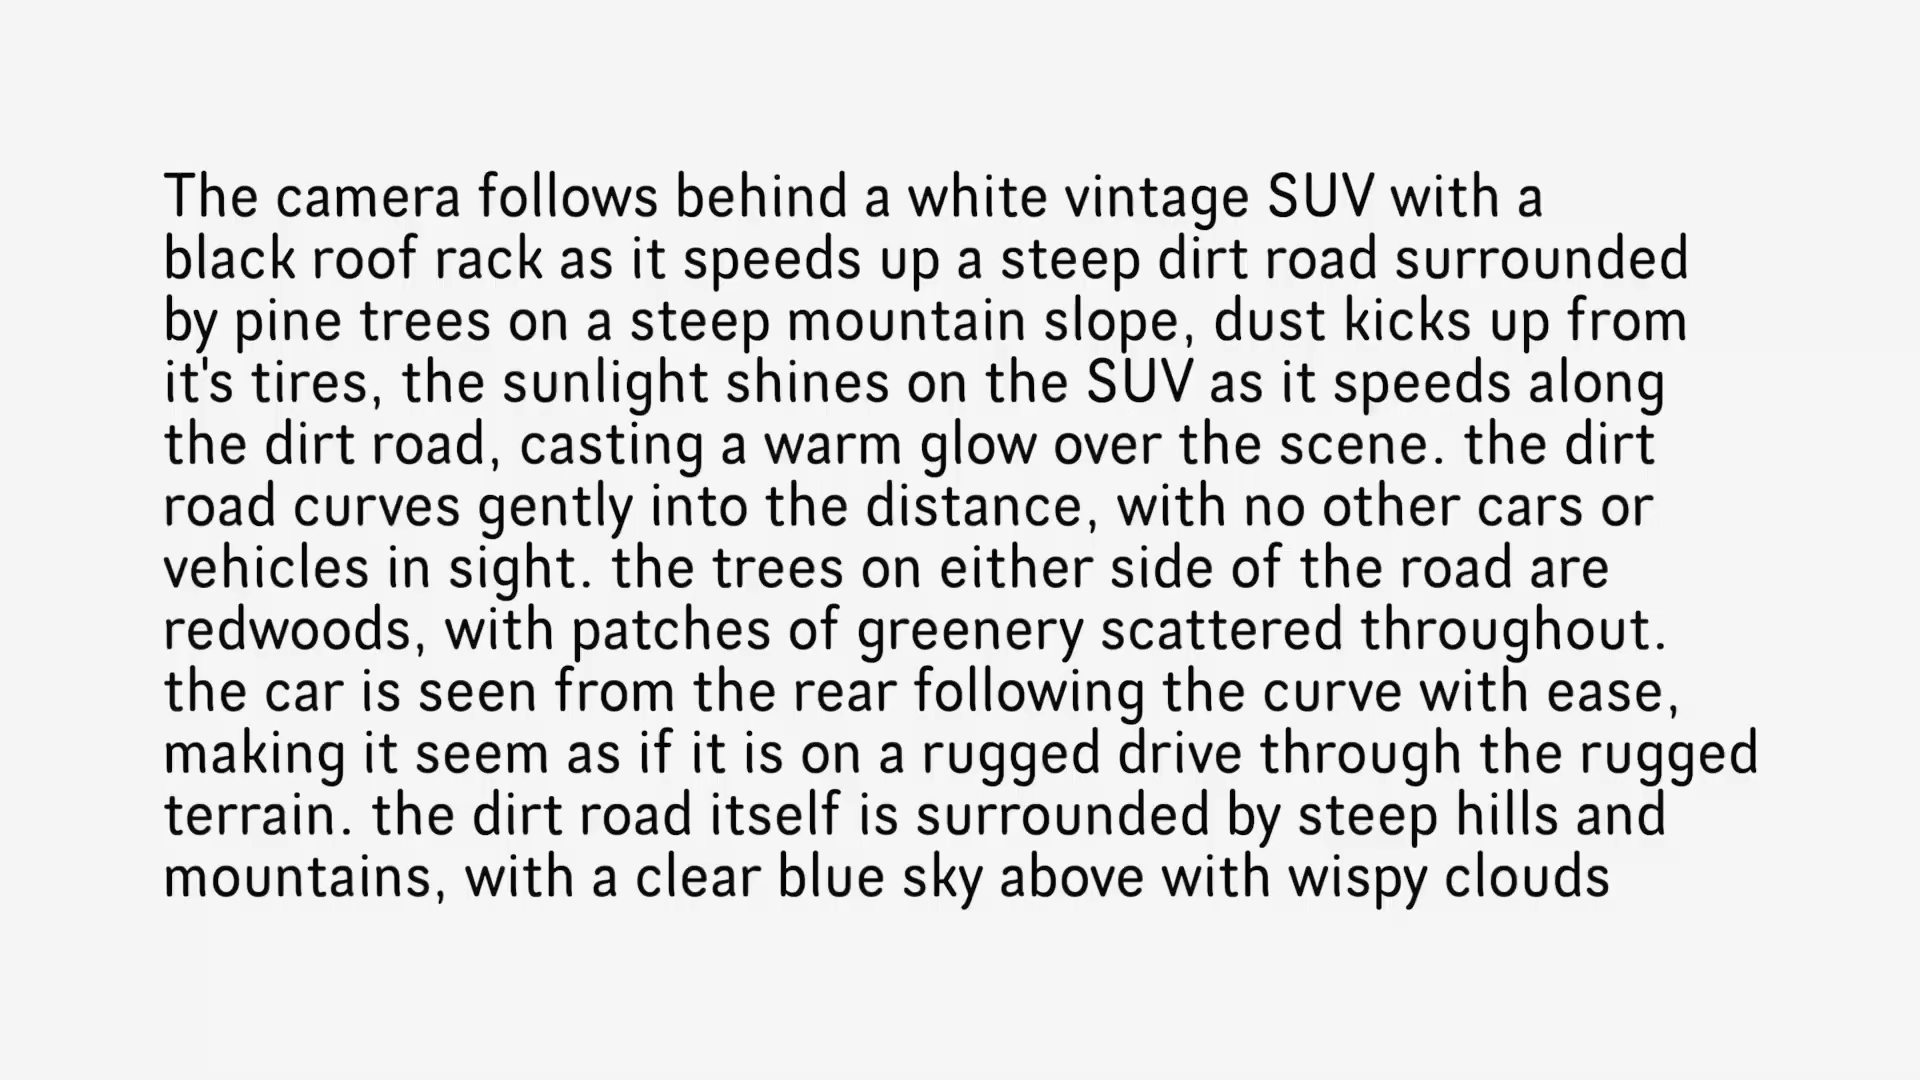 The camera follows behind a white vintage SUV with a
black roof rack as it speeds up a steep dirt road surrounded
by pine trees on a steep mountain slope, dust kicks up from
it's tires, the sunlight shines on the SUV as it speeds along
the dirt road, casting a warm glow over the scene. the dirt
road curves gently into the distance, with no other cars or
vehicles in sight. the trees on either side of the road are
redwoods, with patches of greenery scattered throughout.
the car is seen from the rear following the curve with ease,
making it seem as if it is on a rugged drive through the rugged
terrain. the dirt road itself is surrounded by steep hills and
mountains, with a clear blue sky above with wispy clouds